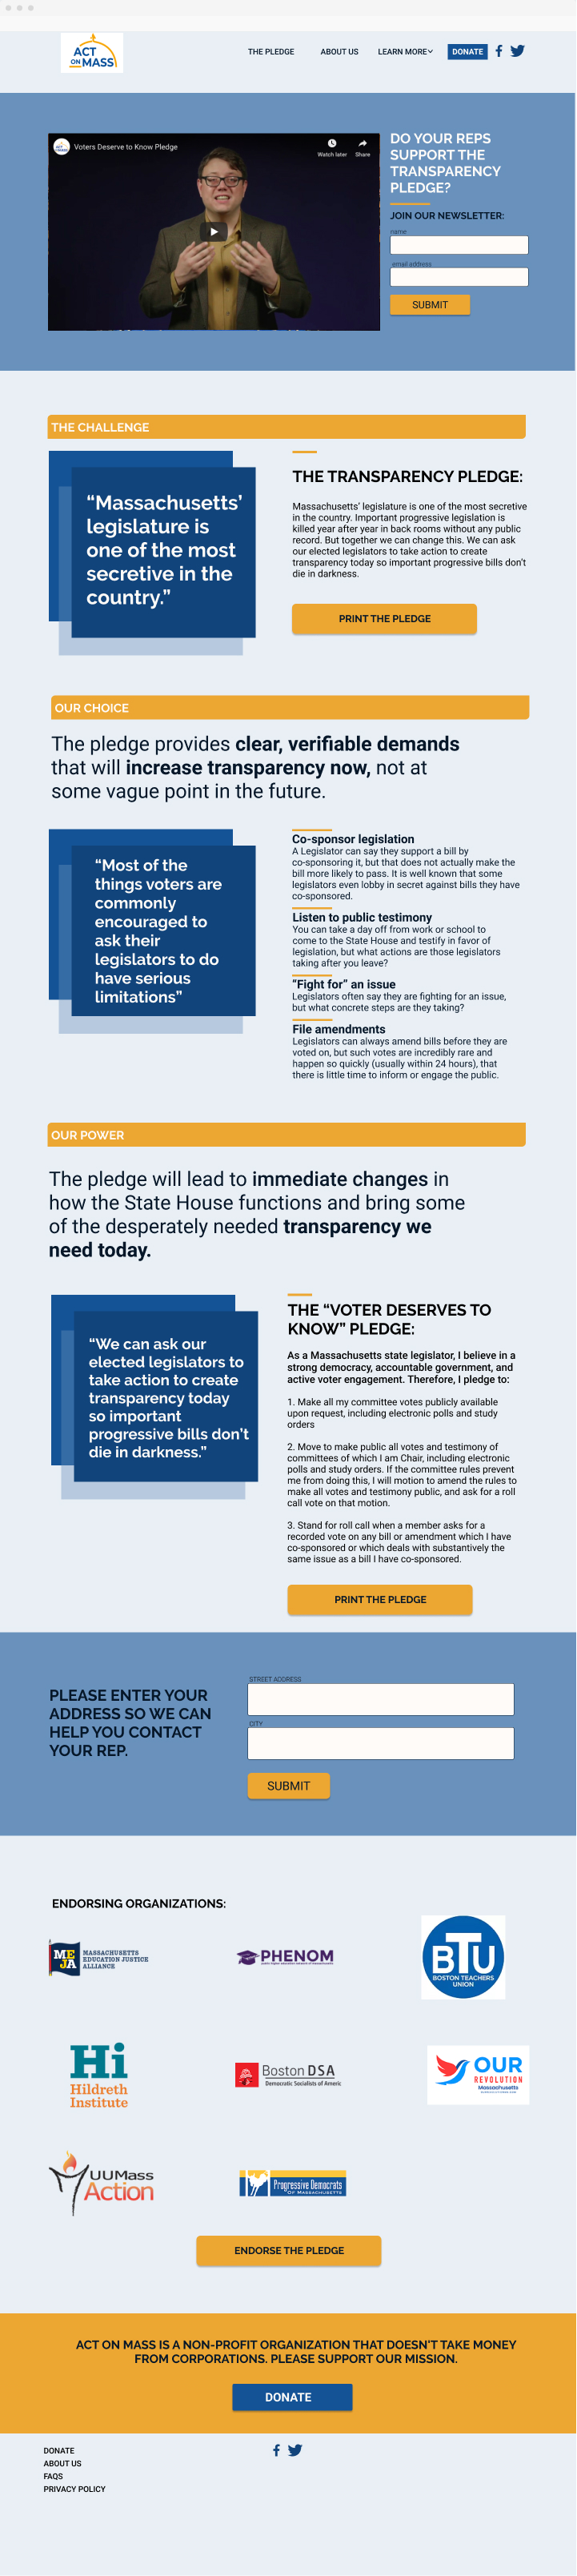 ACT
ON MASS
THE PLEDGE
ABOUT US
LEARN MORE
DONATE
Voters Deserve to Know Pledge
Watch later
Share
DO YOUR REPS
SUPPORT THE
TRANSPARENCY
PLEDGE?
JOIN OUR NEWSLETTER:
name
email address
SUBMIT
THE CHALLENGE
“Massachusetts’
legislature is
one of the most
secretive in the
country.”
THE TRANSPARENCY PLEDGE:
Massachusetts’ legislature is one of the most secretive
in the country. Important progressive legislation is
killed year after year in back rooms without any public
record. But together we can change this. We can ask
our elected legislators to take action to create
transparency today so important progressive bills don’t
die in darkness.
PRINT THE PLEDGE
OUR CHOICE
The pledge provides clear, verifiable demands
that will increase transparency now, not at
some vague point in the future.
“Most of the
things voters are
commonly
encouraged to
ask their
legislators to do
have serious
limitations”
Co-sponsor legislation
A Legislator can say they support a bill by
co-sponsoring it, but that does not actually make the
bill more likely to pass. It is well known that some
legislators even lobby in secret against bills they have
co-sponsored.
Listen to public testimony
You can take a day off from work or school to
come to the State House and testify in favor of
legislation, but what actions are those legislators
taking after you leave?
“Fight for” an issue
Legislators often say they are fighting for an issue,
but what concrete steps are they taking?
File amendments
Legislators can always amend bills before they are
voted on, but such votes are incredibly rare and
happen so quickly (usually within 24 hours), that
there is little time to inform or engage the public.
OUR POWER
The pledge will lead to immediate changes in
how the State House functions and bring some
of the desperately needed transparency we
need today.
“We can ask our
elected legislators to
take action to create
transparency today
so important
progressive bills don’t
die in darkness.”
THE “VOTER DESERVES TO
KNOW” PLEDGE:
As a Massachusetts state legislator, I believe in a
strong democracy, accountable government, and
active voter engagement. Therefore, I pledge to:
1. Make all my committee votes publicly available
upon request, including electronic polls and study
orders
2. Move to make public all votes and testimony of
committees of which I am Chair, including electronic
polls and study orders. If the committee rules prevent
me from doing this, I will motion to amend the rules to
make all votes and testimony public, and ask for a roll
call vote on that motion.
3. Stand for roll call when a member asks for a
recorded vote on any bill or amendment which I have
co-sponsored or which deals with substantively the
same issue as a bill I have co-sponsored.
PRINT THE PLEDGE
PLEASE ENTER YOUR
ADDRESS SO WE CAN
HELP YOU CONTACT
YOUR REP.
STREET ADDRESS
CITY
SUBMIT
ENDORSING ORGANIZATIONS:
MEJA
MASSACHUSETTS
EDUCATION JUSTICE
ALLIANCE
PHENOM
public higher education network of massachusetts
BTU
BOSTON TEACHERS
UNION
Hi
Hildreth
Institute
Boston DSA
Democratic Socialists of Americ
OUR
REVOLUTION
Massachusetts
UUMass
Action
Progressive Democrats
OF MASSACHUSETTS
ENDORSE THE PLEDGE
ACT ON MASS IS A NON-PROFIT ORGANIZATION THAT DOESN'T TAKE MONEY
FROM CORPORATIONS. PLEASE SUPPORT OUR MISSION.
DONATE
DONATE
ABOUT US
FAQS
PRIVACY POLICY